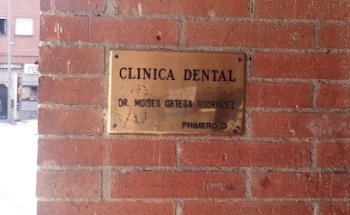 CLINICA DENTAL
DR. MOISES ORTEGA RODRIGUEZ
PRIMERO D